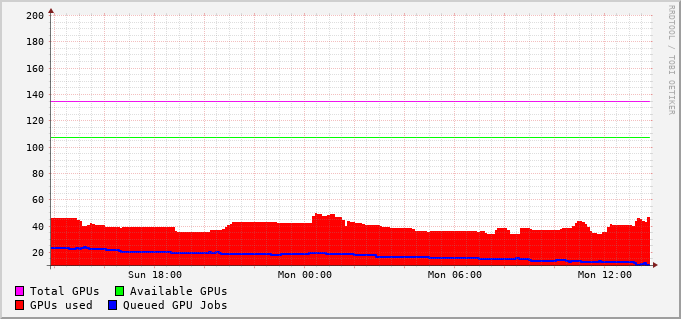 200
180
160
140
120
100
80
60
40
20
Sun 18:00 Mon 00:00 Mon 06:00 Mon 12:00
Total GPUs Available GPUs
GPUs used Queued GPU Jobs
RRDTOOL / TOBI OETIKER